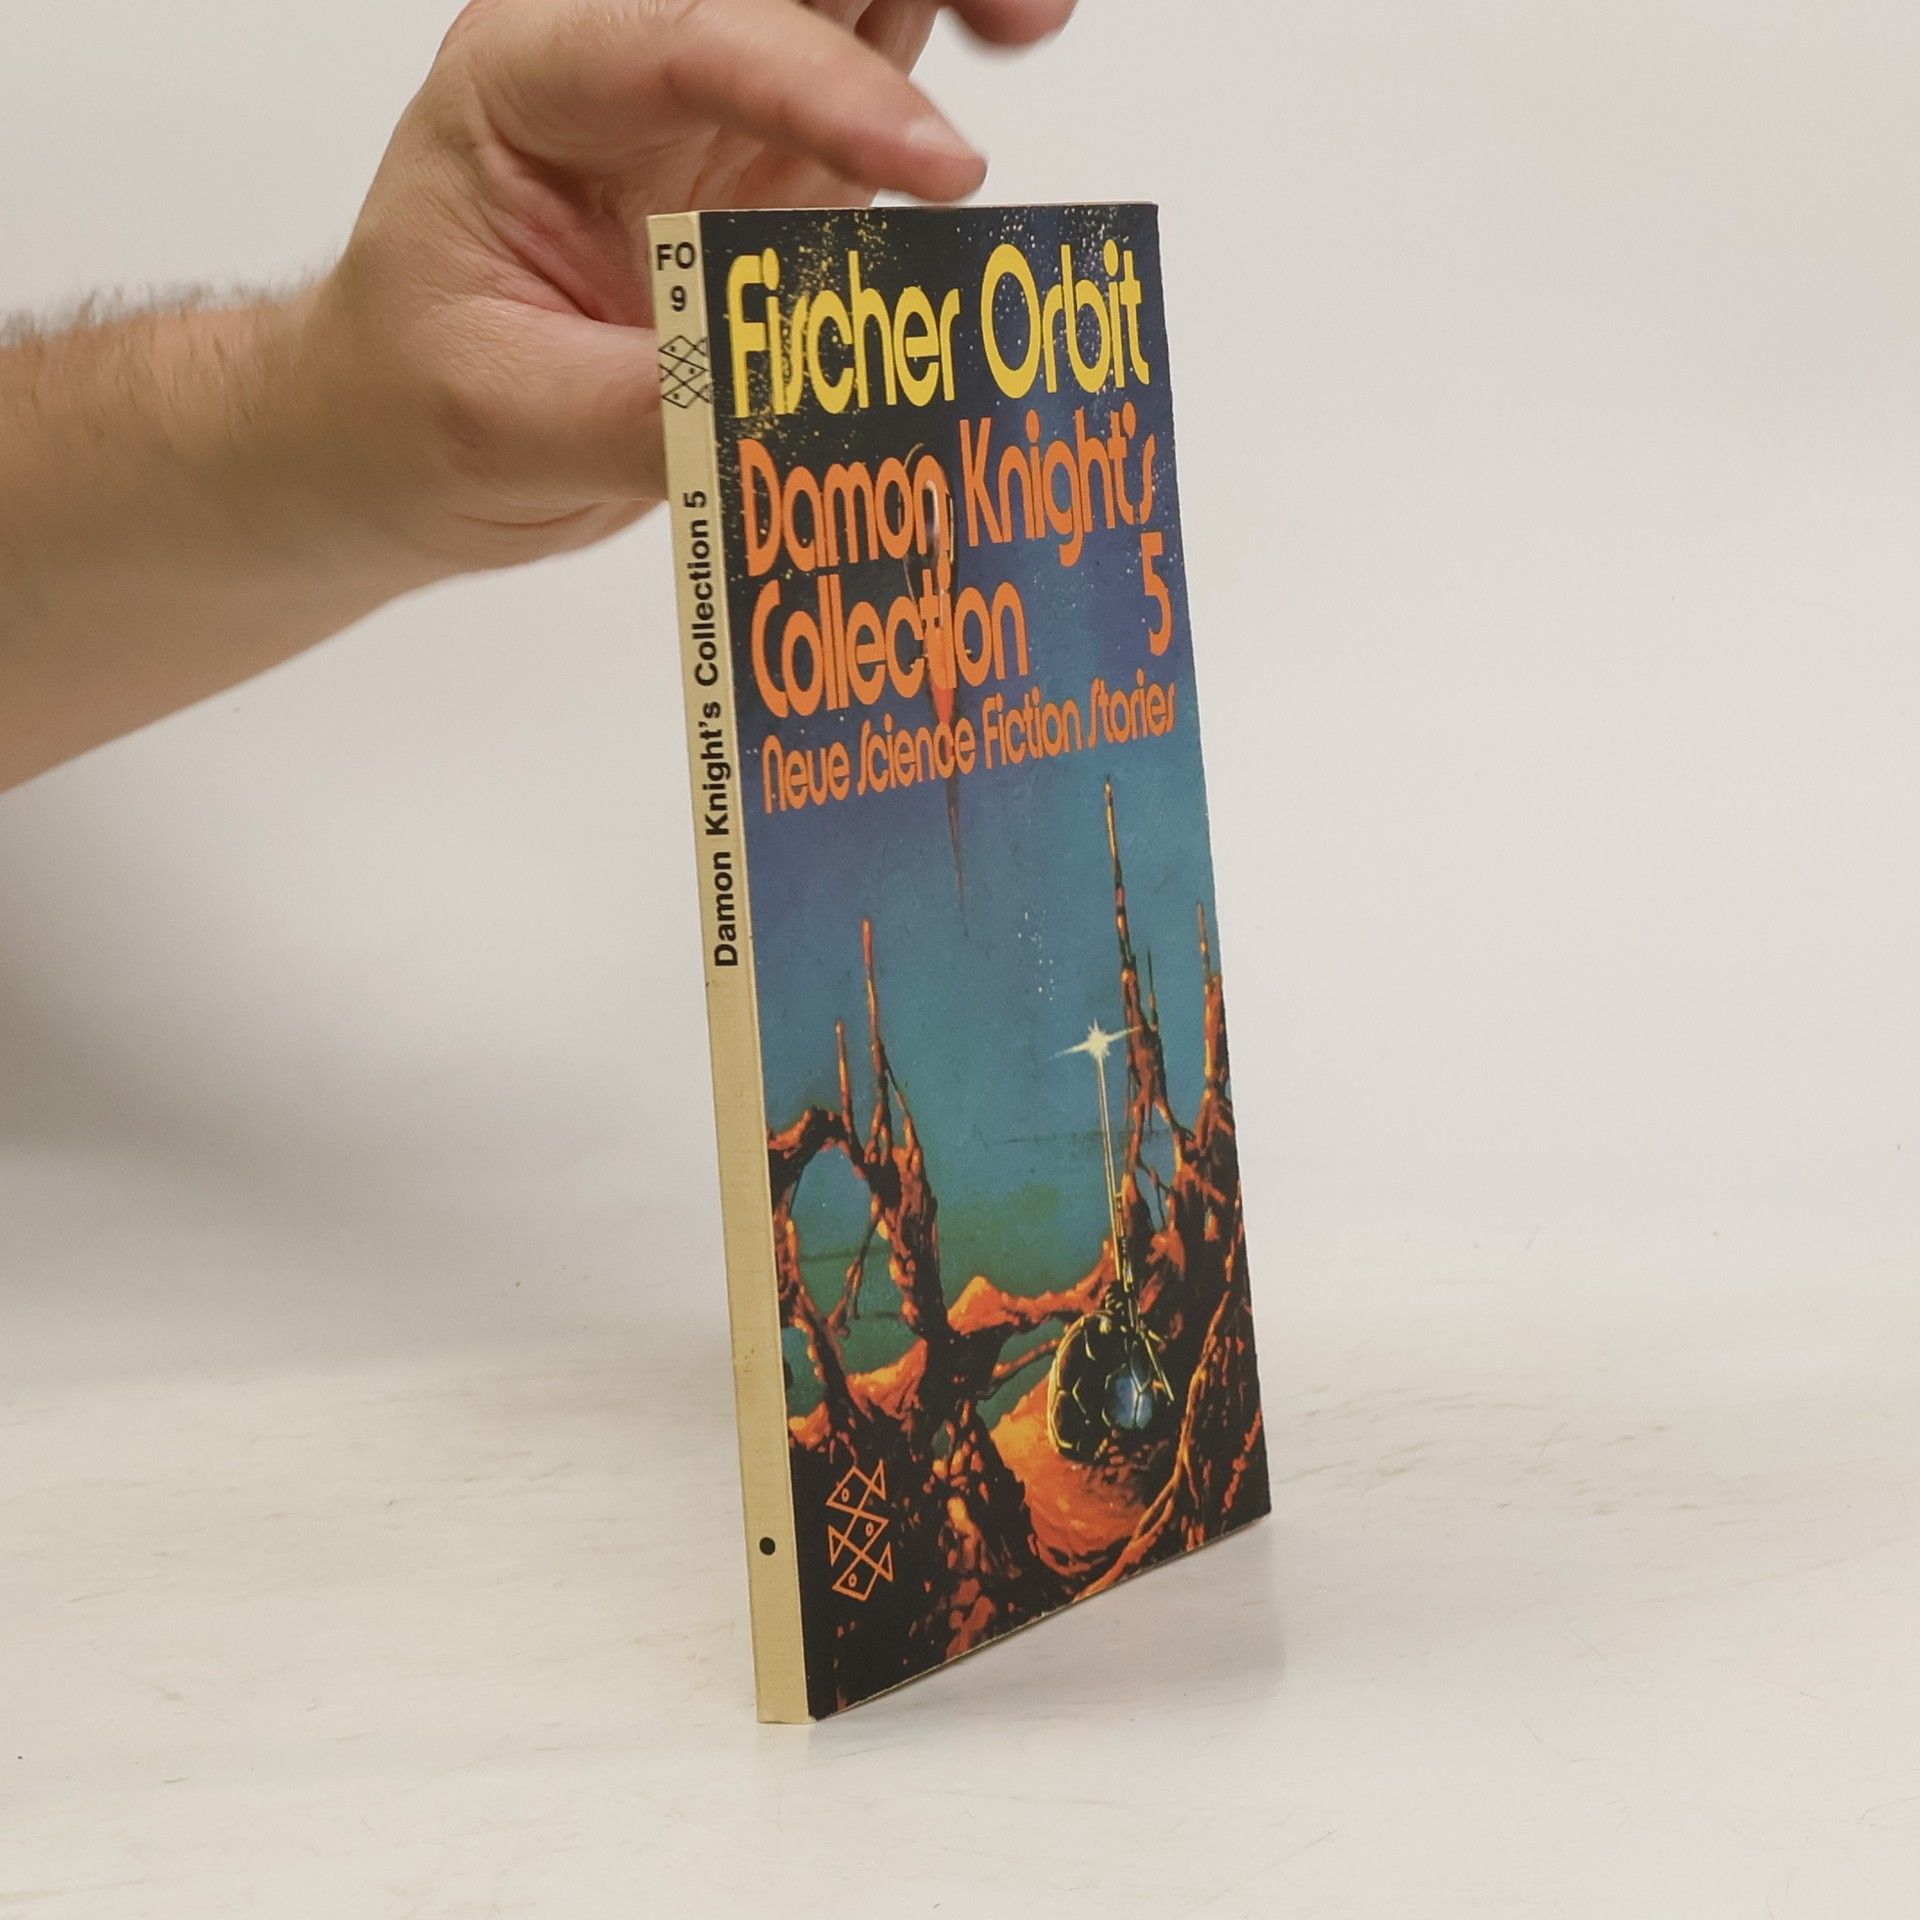 FO
9
Damon Knight's Collection 5
Fischer Orbit
Damon Knight's
Collection 5
Neue Science Fiction Stories